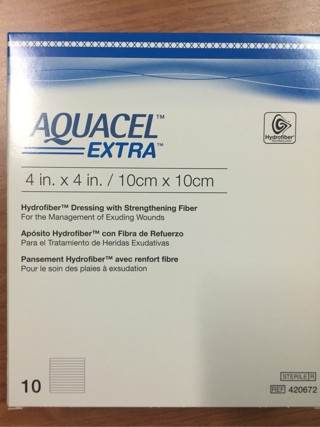 AQUACEL™
EXTRA™
Hydrofiber™
TECHNOLOGY
4 in. x 4 in. / 10cm x 10cm
Hydrofiber™ Dressing with Strengthening Fiber
For the Management of Exuding Wounds
Apósito Hydrofiber™ con Fibra de Refuerzo
Para el Tratamiento de Heridas Exudativas
Pansement Hydrofiber™ avec renfort fibre
Pour le soin des plaies à exsudation
10
STERILE R
REF 420672